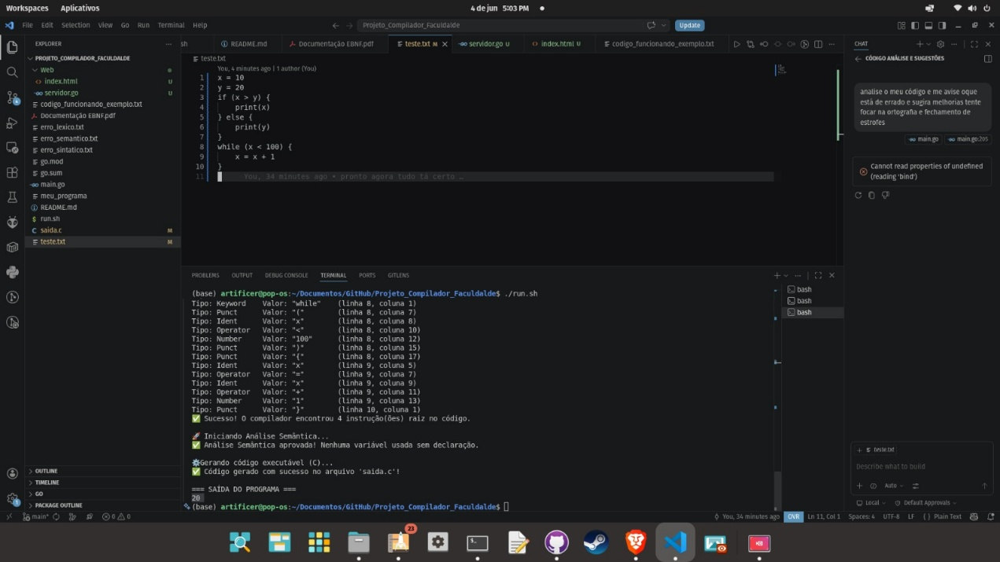 Workspaces Aplicativos 4 de jun 5:03 PM
File Edit Selection View Go Run Terminal Help Projeto_Compilador_Faculdalde Update
EXPLORER
PROJETO_COMPILADOR_FACULDALDE
Web
index.html U
servidor.go U
codigo_funcionando_exemplo.txt
Documentação EBNF.pdf
erro_lexico.txt
erro_semantico.txt
erro_sintatico.txt
go.mod
go.sum
main.go
meu_programa
README.md
run.sh
saida.c M
teste.txt M
OUTLINE
TIMELINE
GO
PACKAGE OUTLINE
sh README.md Documentação EBNF.pdf teste.txt M servidor.go U index.html U codigo_funcionando_exemplo.txt
teste.txt
You, 4 minutes ago | 1 author (You)
1 x = 10
2 y = 20
3 if (x > y) {
4 print(x)
5 } else {
6 print(y)
7 }
8 while (x < 100) {
9 x = x + 1
10 }
11 You, 34 minutes ago • pronto agora tudo tá certo …
PROBLEMS OUTPUT DEBUG CONSOLE TERMINAL PORTS GITLENS
(base) artificer@pop-os:~/Documentos/GitHub/Projeto_Compilador_Faculdalde$ ./run.sh
Tipo: Keyword Valor: "while" (linha 8, coluna 1)
Tipo: Punct Valor: "(" (linha 8, coluna 7)
Tipo: Ident Valor: "x" (linha 8, coluna 8)
Tipo: Operator Valor: "<" (linha 8, coluna 10)
Tipo: Number Valor: "100" (linha 8, coluna 12)
Tipo: Punct Valor: ")" (linha 8, coluna 15)
Tipo: Punct Valor: "{" (linha 8, coluna 17)
Tipo: Ident Valor: "x" (linha 9, coluna 5)
Tipo: Operator Valor: "=" (linha 9, coluna 7)
Tipo: Ident Valor: "x" (linha 9, coluna 9)
Tipo: Operator Valor: "+" (linha 9, coluna 11)
Tipo: Number Valor: "1" (linha 9, coluna 13)
Tipo: Punct Valor: "}" (linha 10, coluna 1)
✅ Sucesso! O compilador encontrou 4 instrução(ões) raiz no código.
🚀 Iniciando Análise Semântica...
✅ Análise Semântica aprovada! Nenhuma variável usada sem declaração.
⚙️Gerando código executável (C)...
✅ Código gerado com sucesso no arquivo 'saida.c'!
=== SAÍDA DO PROGRAMA ===
20
(base) artificer@pop-os:~/Documentos/GitHub/Projeto_Compilador_Faculdalde$
bash
bash
bash
CHAT
CÓDIGO ANÁLISE E SUGESTÕES
analise o meu código e me avise oque
está de errado e sugira melhorias tente
focar na ortografia e fechamento de
estrofes
main.go main.go:205
Cannot read properties of undefined
(reading 'bind')
teste.txt
Describe what to build
Auto
Local Default Approvals
main* 0 0 You, 34 minutes ago OVR Ln 11, Col 1 Spaces: 4 UTF-8 LF { } Plain Text
23